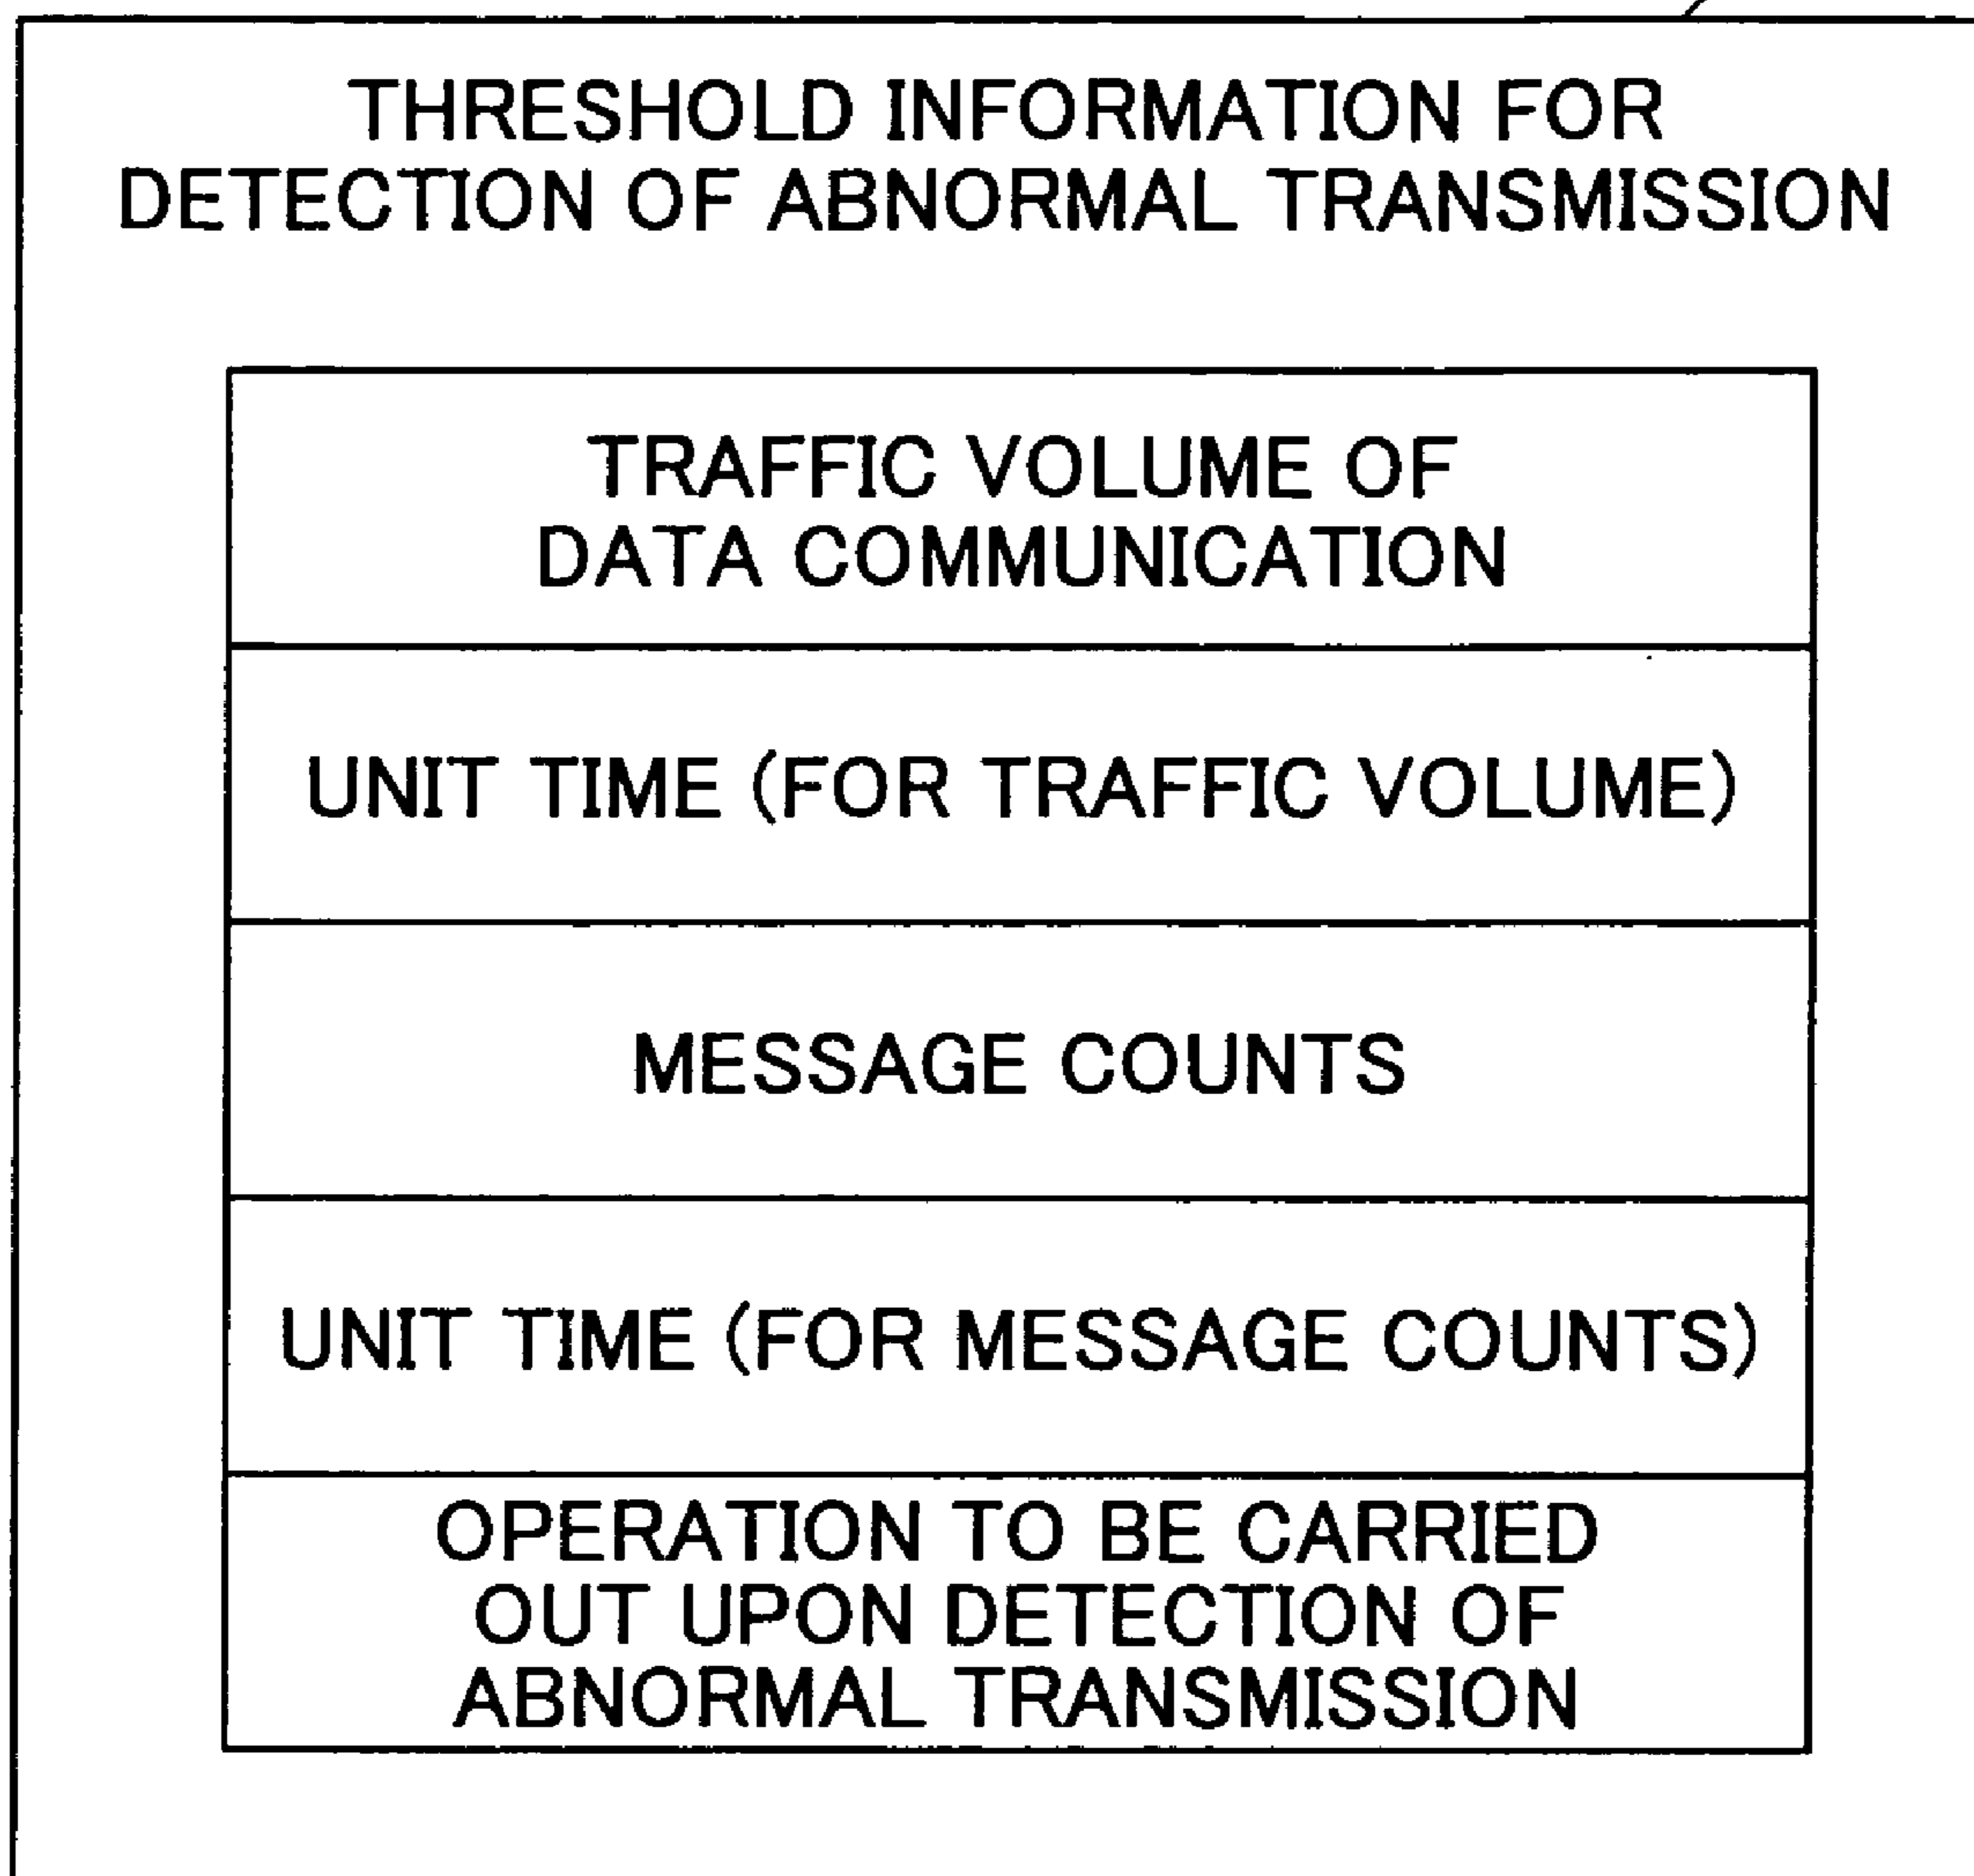 THRESHOLD INFORMATION FOR
DETECTION OF ABNORMAL TRANSMISSION
TRAFFIC VOLUME OF
DATA COMMUNICATION
UNIT TIME (FOR TRAFFIC VOLUME)
MESSAGE COUNTS
UNIT TIME (FOR MESSAGE COUNTS)
OPERATION TO BE CARRIED
OUT UPON DETECTION OF
ABNORMAL TRANSMISSION